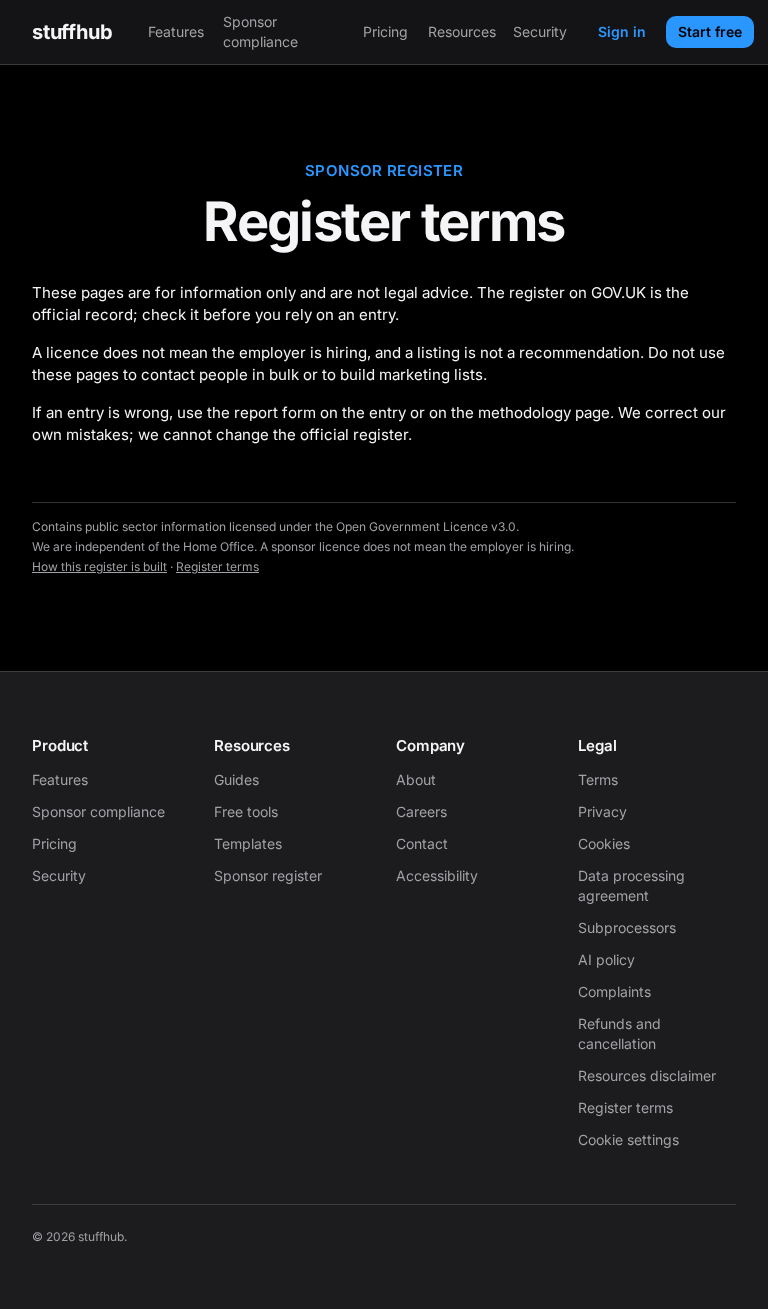 stuffhub
Features
Sponsor
compliance
Pricing
Resources
Security
Sign in
Start free
SPONSOR REGISTER
Register terms
These pages are for information only and are not legal advice. The register on GOV.UK is the
official record; check it before you rely on an entry.
A licence does not mean the employer is hiring, and a listing is not a recommendation. Do not use
these pages to contact people in bulk or to build marketing lists.
If an entry is wrong, use the report form on the entry or on the methodology page. We correct our
own mistakes; we cannot change the official register.
Contains public sector information licensed under the Open Government Licence v3.0.
We are independent of the Home Office. A sponsor licence does not mean the employer is hiring.
How this register is built · Register terms
Product
Features
Sponsor compliance
Pricing
Security
Resources
Guides
Free tools
Templates
Sponsor register
Company
About
Careers
Contact
Accessibility
Legal
Terms
Privacy
Cookies
Data processing
agreement
Subprocessors
AI policy
Complaints
Refunds and
cancellation
Resources disclaimer
Register terms
Cookie settings
© 2026 stuffhub.